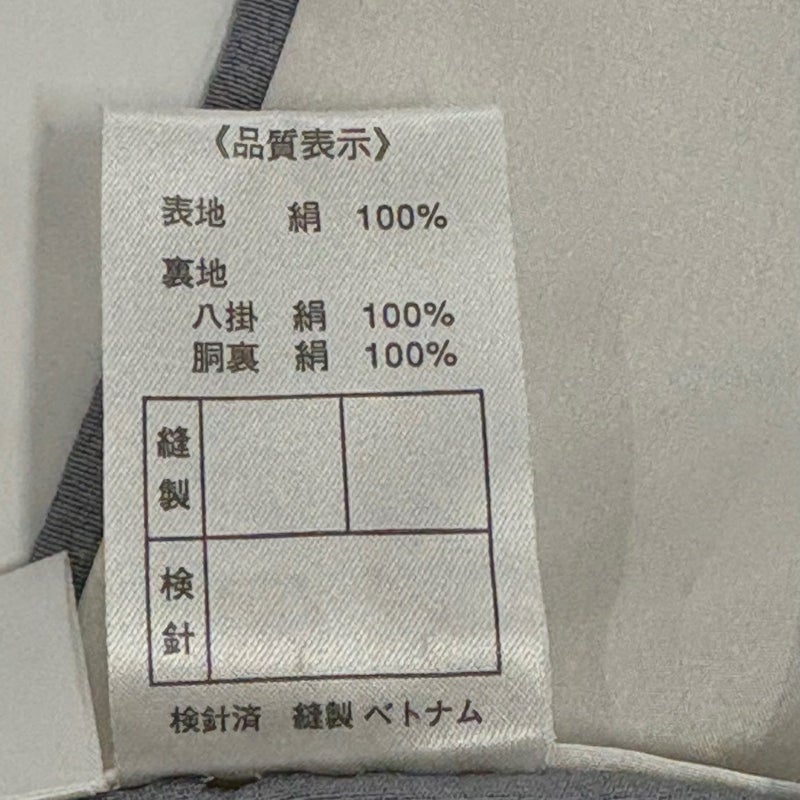 《品質表示》
表地 絹 100%
裏地
八掛 絹 100%
胴裏 絹 100%
縫製
検針
検針済 縫製 ベトナム